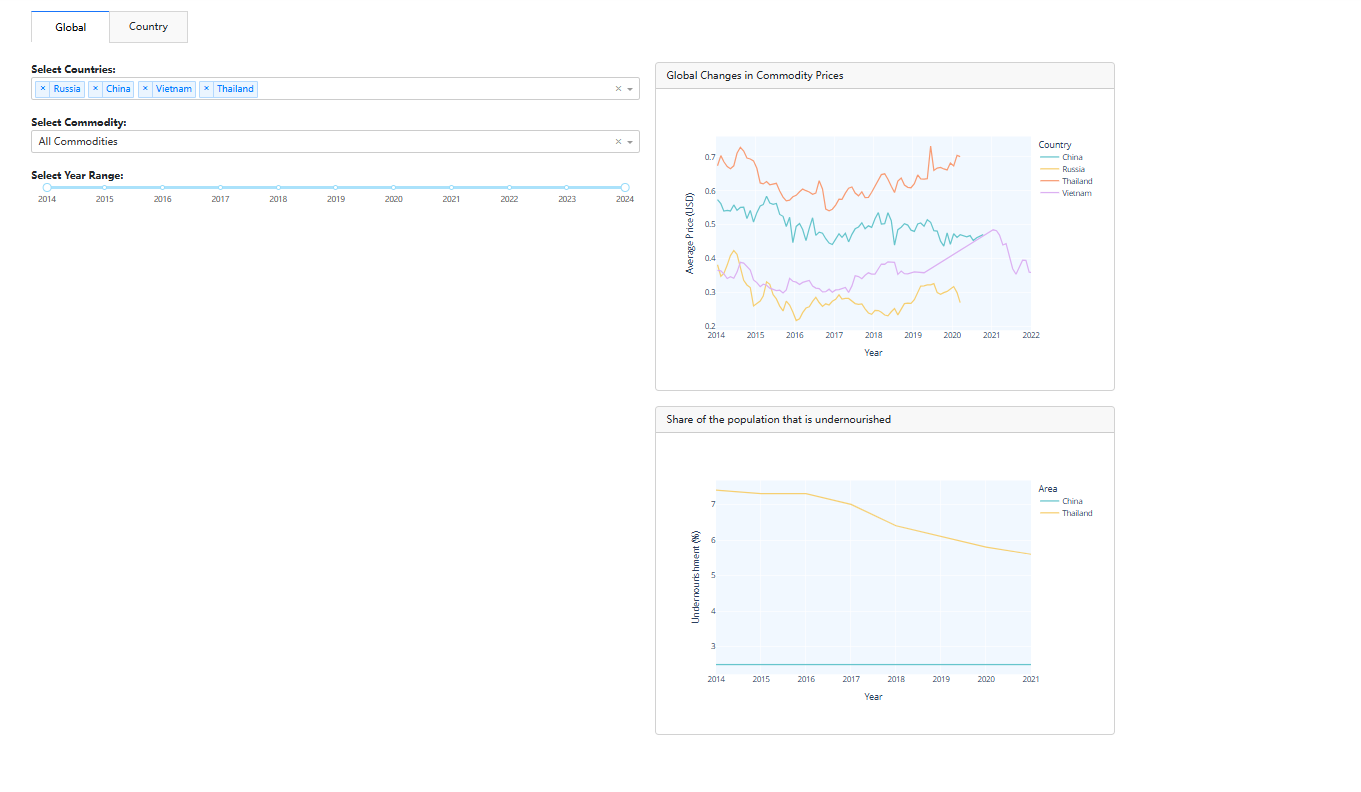 Global Country
Select Countries:
× Russia × China × Vietnam × Thailand ×
Select Commodity:
All Commodities ×
Select Year Range:
2014 2015 2016 2017 2018 2019 2020 2021 2022 2023 2024
Global Changes in Commodity Prices
Country
China
Russia
Thailand
Vietnam
0.7
0.6
0.5
0.4
0.3
0.2
Average Price (USD)
2014 2015 2016 2017 2018 2019 2020 2021 2022
Year
Share of the population that is undernourished
Area
China
Thailand
7
6
5
4
3
Undernourishment (%)
2014 2015 2016 2017 2018 2019 2020 2021
Year